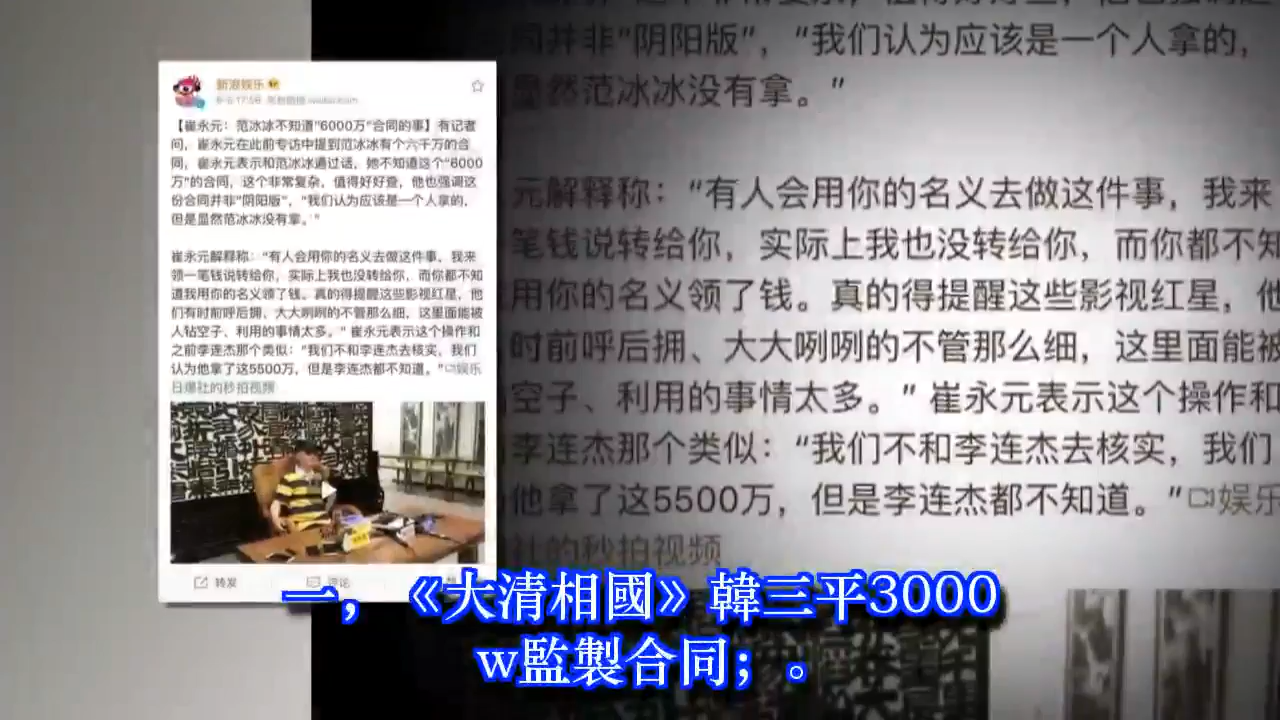 新浪娱乐
【崔永元：范冰冰不知道"6000万"合同的事】有记者
问，崔永元在此前专访中提到范冰冰有个六千万的合
同，崔永元表示和范冰冰通过话，她不知道这个“6000
万”的合同，这个非常复杂，值得好好查，他也强调这
份合同并非“阴阳版”，“我们认为应该是一个人拿的，
但是显然范冰冰没有拿。”
崔永元解释称：“有人会用你的名义去做这件事，我来
领一笔钱说转给你，实际上我也没转给你，而你都不知
道我用你的名义领了钱。真的得提醒这些影视红星，他
们有时前呼后拥、大大咧咧的不管那么细，这里面能被
人钻空子、利用的事情太多。” 崔永元表示这个操作和
之前李连杰那个类似：“我们不和李连杰去核实，我们
认为他拿了这5500万，但是李连杰都不知道。”娱乐
日爆社的秒拍视频
转发
评论
同并非“阴阳版”，“我们认为应该是一个人拿的，
显然范冰冰没有拿。”
元解释称：“有人会用你的名义去做这件事，我来
笔钱说转给你，实际上我也没转给你，而你都不知
用你的名义领了钱。真的得提醒这些影视红星，他
时前呼后拥、大大咧咧的不管那么细，这里面能被
空子、利用的事情太多。” 崔永元表示这个操作和
李连杰那个类似：“我们不和李连杰去核实，我们
他拿了这5500万，但是李连杰都不知道。”娱乐
社的秒拍视频
一，《大清相國》韓三平3000
w監製合同；。